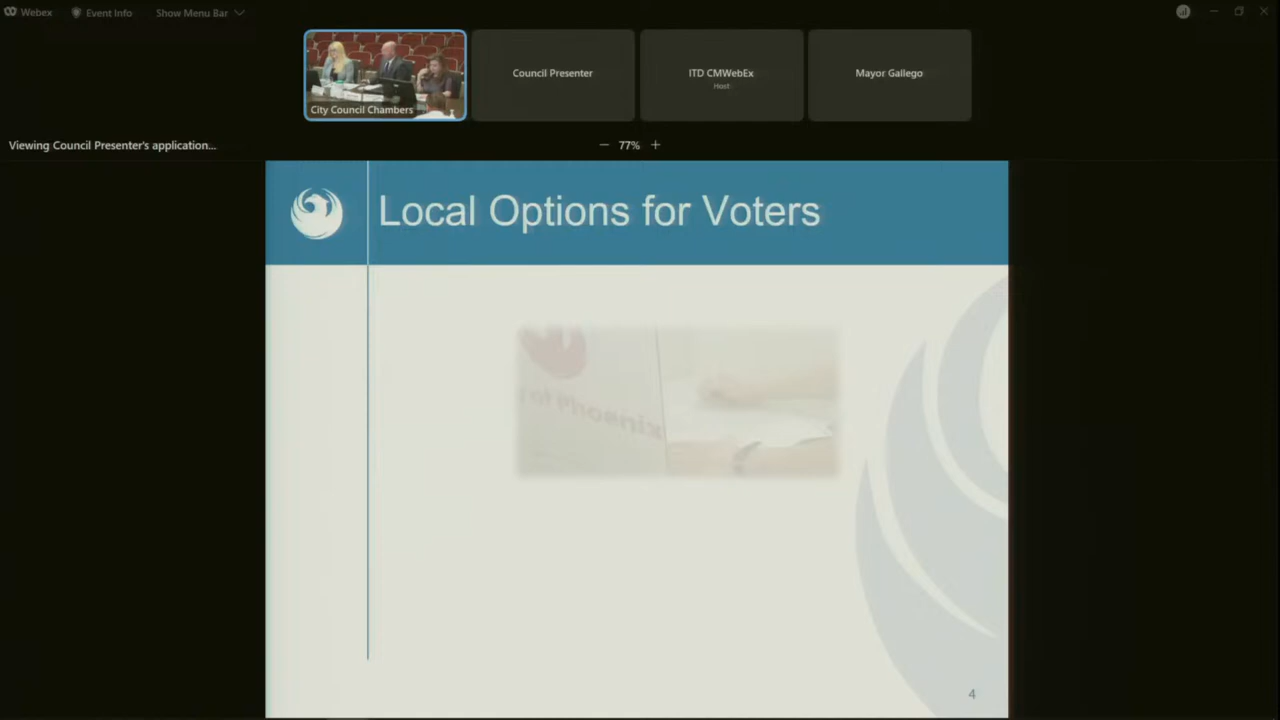 Webex
Event Info
Show Menu Bar
City Council Chambers
Council Presenter
ITD CMWebEx
Host
Mayor Gallego
Viewing Council Presenter's application...
77%
Local Options for Voters
Phoenix
4